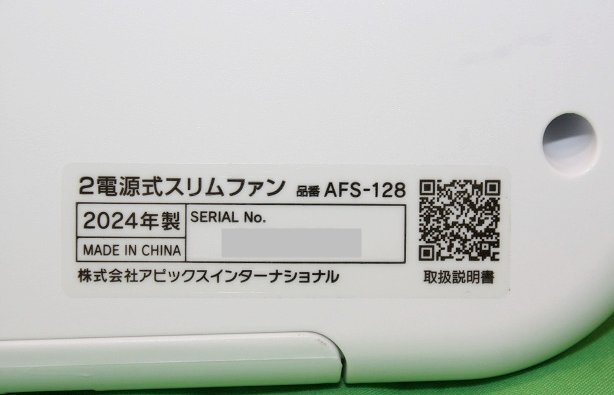 2電源式スリムファン 品番 AFS-128
2024年製 SERIAL No.
MADE IN CHINA
株式会社アピックスインターナショナル 取扱説明書